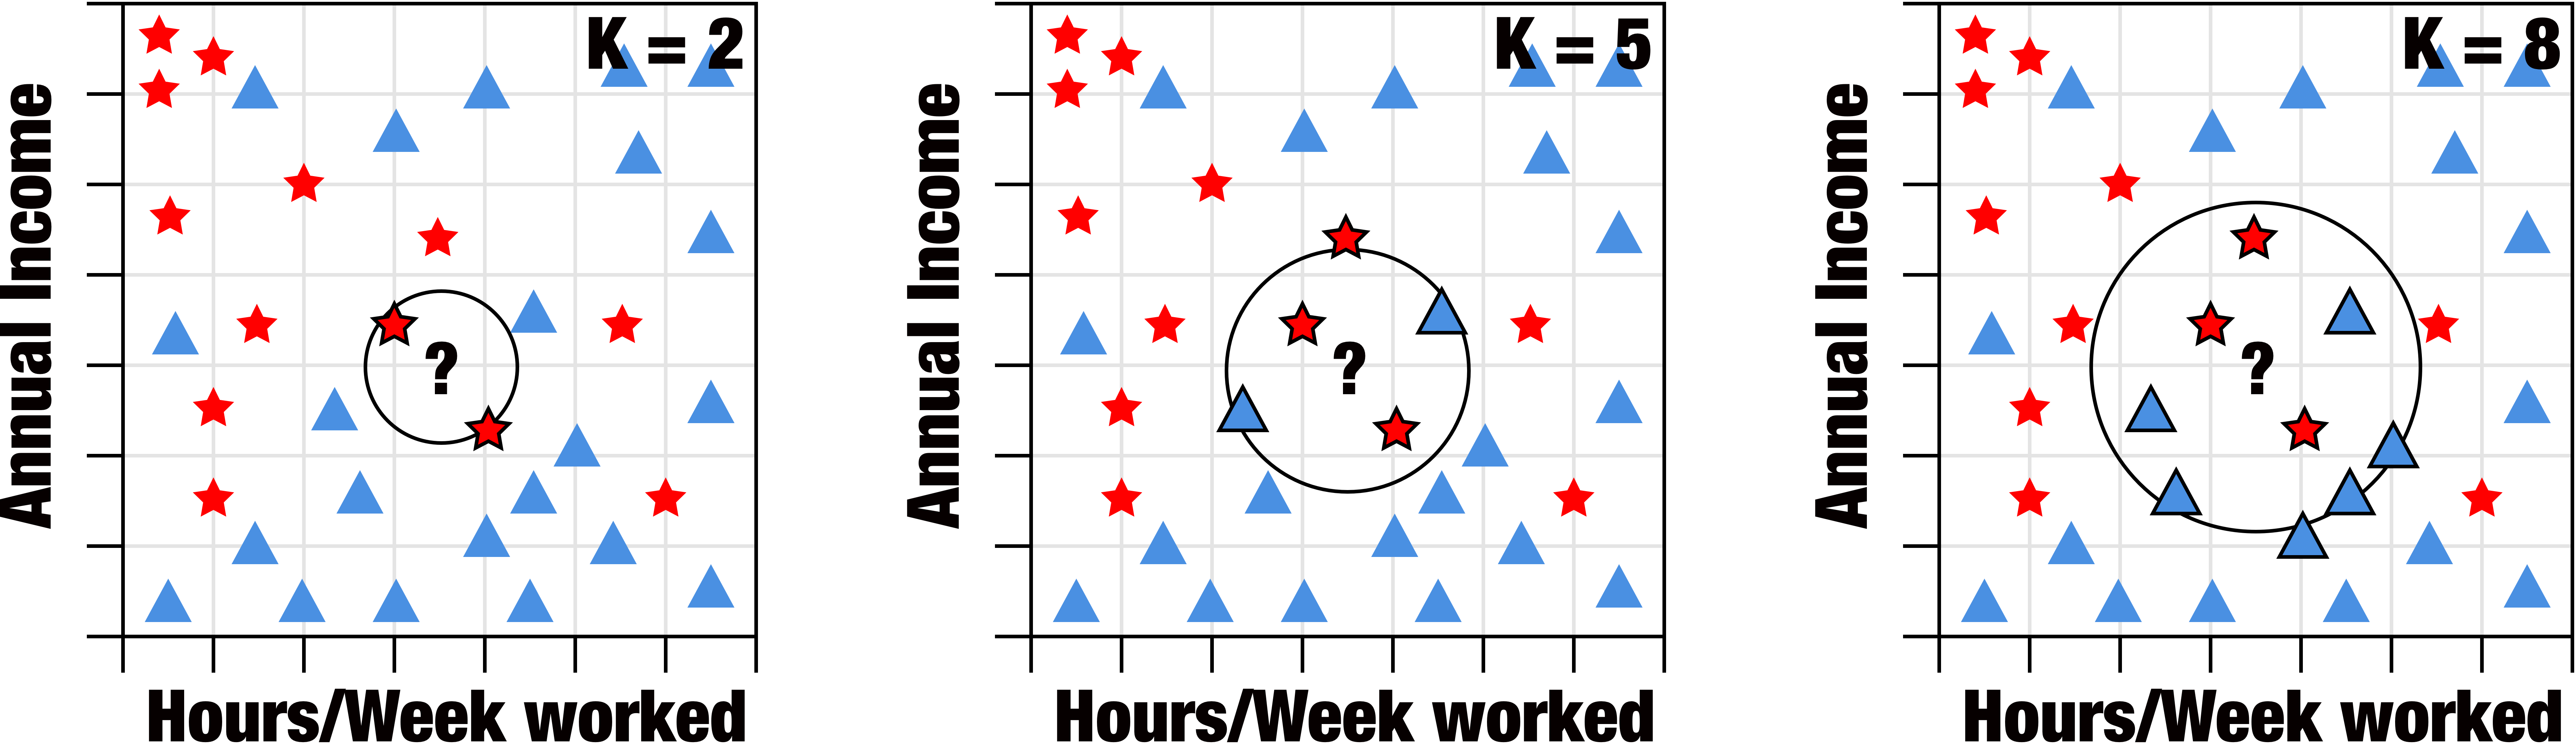 K = 2
Annual Income
?
Hours/Week worked
K = 5
Annual Income
?
Hours/Week worked
K = 8
Annual Income
?
Hours/Week worked